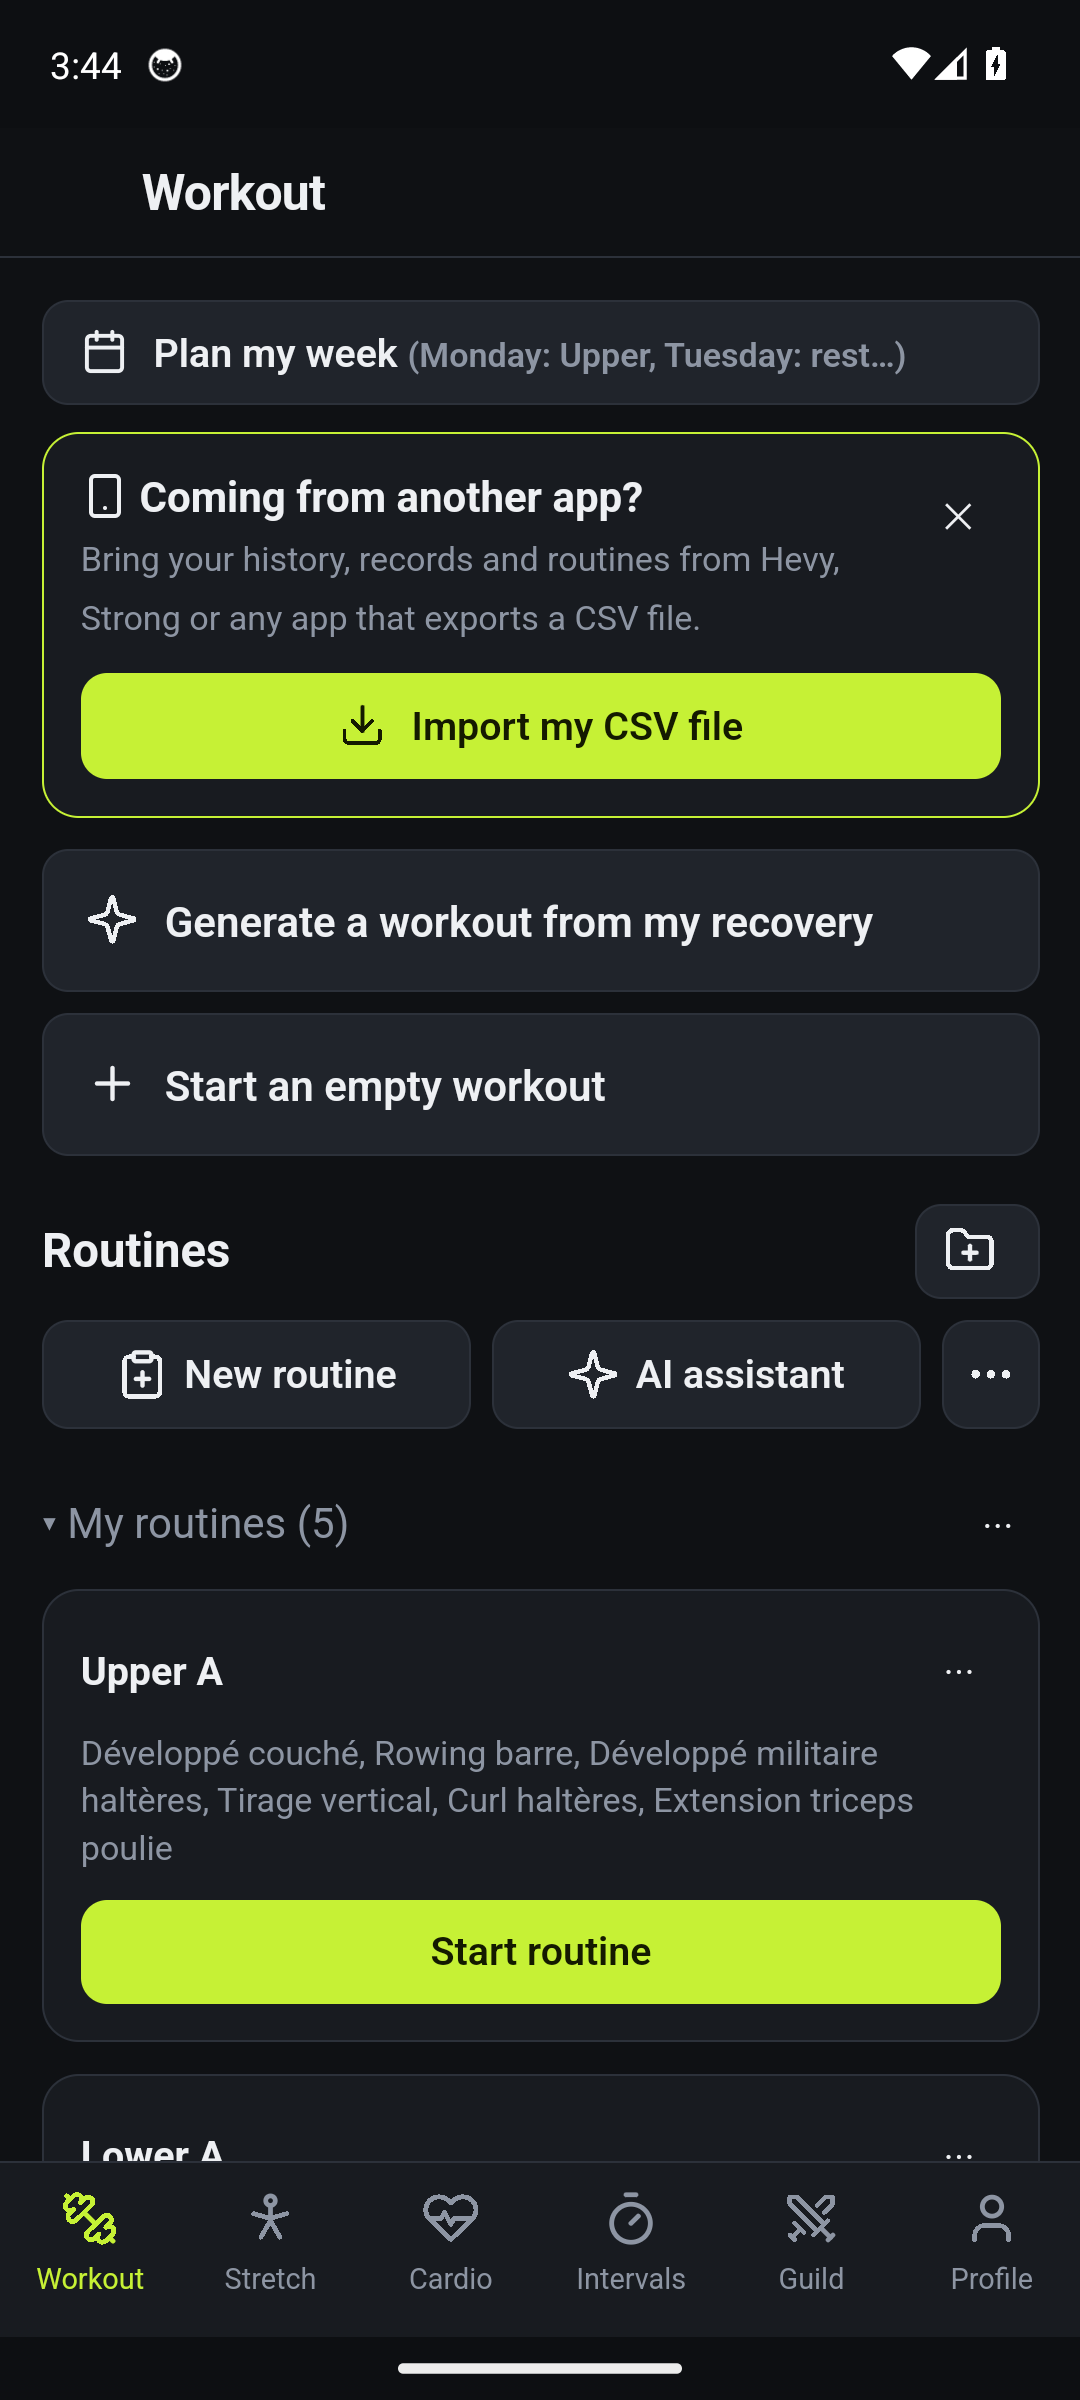 3:44
Workout
Plan my week (Monday: Upper, Tuesday: rest...)
Coming from another app?
Bring your history, records and routines from Hevy,
Strong or any app that exports a CSV file.
Import my CSV file
Generate a workout from my recovery
Start an empty workout
Routines
New routine
AI assistant
My routines (5)
Upper A
Développé couché, Rowing barre, Développé militaire
haltères, Tirage vertical, Curl haltères, Extension triceps
poulie
Start routine
Lower A
Workout
Stretch
Cardio
Intervals
Guild
Profile